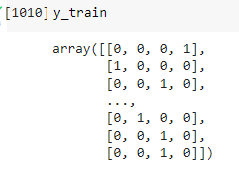 [1010] y_train
array([[0, 0, 0, 1],
[1, 0, 0, 0],
[0, 0, 1, 0],
...,
[0, 1, 0, 0],
[0, 0, 1, 0],
[0, 0, 1, 0]])